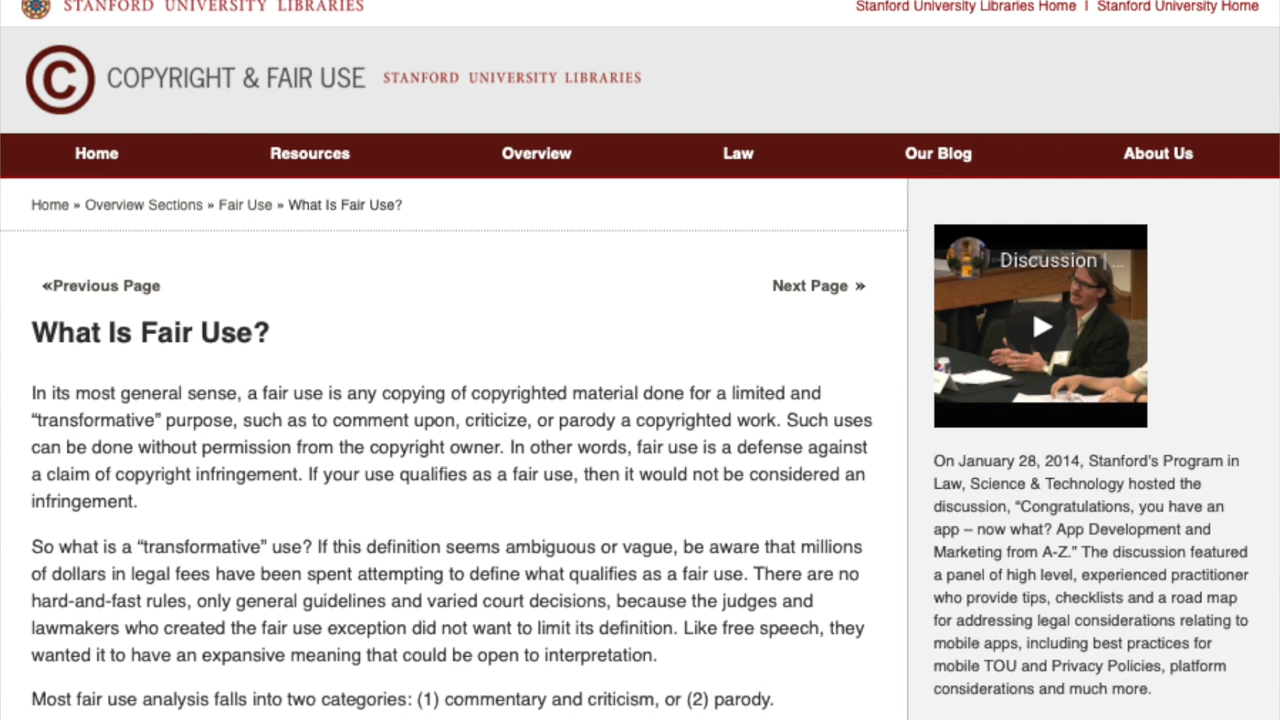 STANFORD UNIVERSITY LIBRARIES
Stanford University Libraries Home | Stanford University Home
© COPYRIGHT & FAIR USE STANFORD UNIVERSITY LIBRARIES
Home Resources Overview Law Our Blog About Us
Home » Overview Sections » Fair Use » What Is Fair Use?
«Previous Page Next Page »
What Is Fair Use?
In its most general sense, a fair use is any copying of copyrighted material done for a limited and
“transformative” purpose, such as to comment upon, criticize, or parody a copyrighted work. Such uses
can be done without permission from the copyright owner. In other words, fair use is a defense against
a claim of copyright infringement. If your use qualifies as a fair use, then it would not be considered an
infringement.
So what is a “transformative” use? If this definition seems ambiguous or vague, be aware that millions
of dollars in legal fees have been spent attempting to define what qualifies as a fair use. There are no
hard-and-fast rules, only general guidelines and varied court decisions, because the judges and
lawmakers who created the fair use exception did not want to limit its definition. Like free speech, they
wanted it to have an expansive meaning that could be open to interpretation.
Most fair use analysis falls into two categories: (1) commentary and criticism, or (2) parody.
Discussion | ...
On January 28, 2014, Stanford’s Program in
Law, Science & Technology hosted the
discussion, “Congratulations, you have an
app – now what? App Development and
Marketing from A-Z.” The discussion featured
a panel of high level, experienced practitioner
who provide tips, checklists and a road map
for addressing legal considerations relating to
mobile apps, including best practices for
mobile TOU and Privacy Policies, platform
considerations and much more.